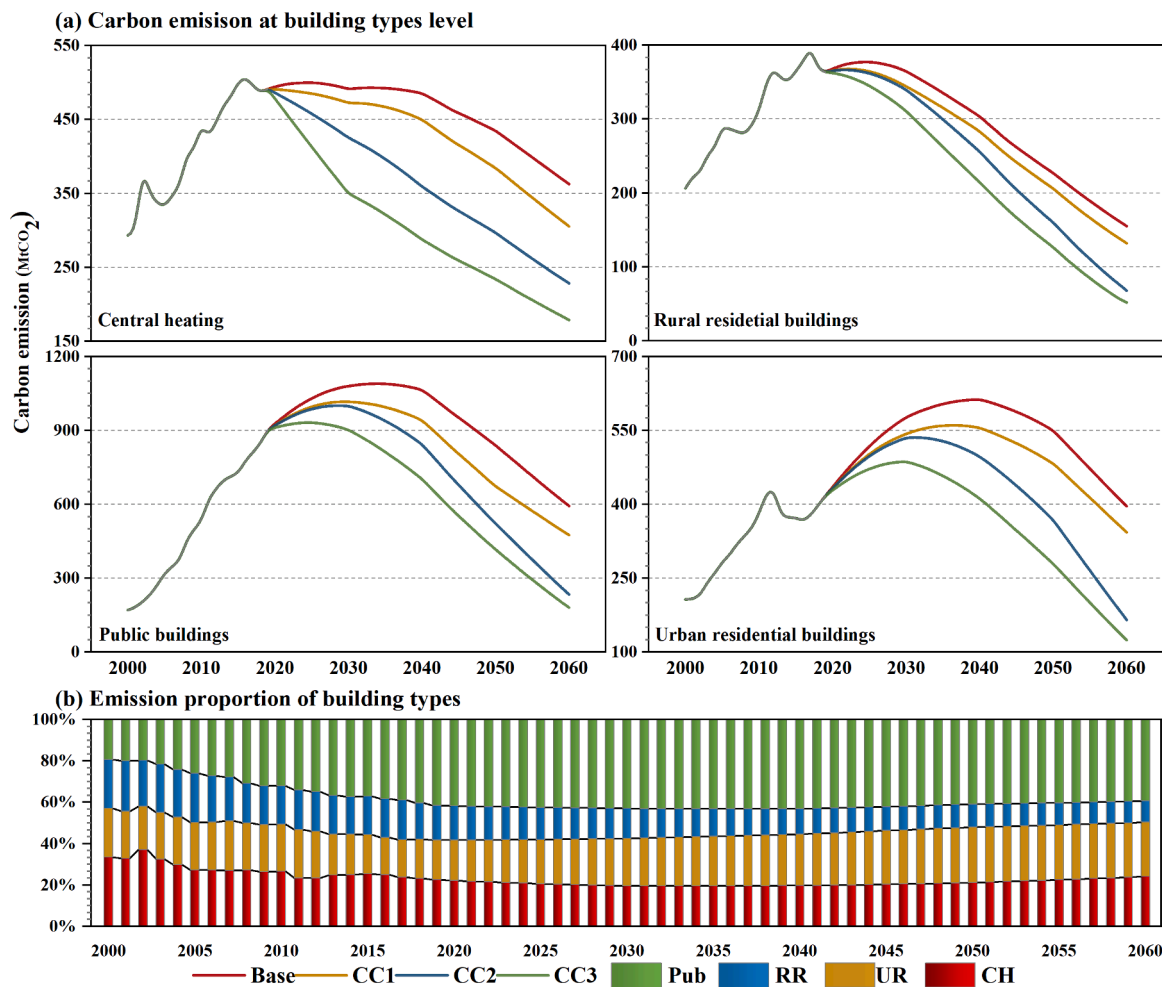 (a) Carbon emisison at building types level
Carbon emission (MtCO2)
550
450
350
250
150
Central heating
400
300
200
100
0
Rural residetial buildings
1200
900
600
300
0
Public buildings
2000 2010 2020 2030 2040 2050 2060
700
550
400
250
100
Urban residential buildings
2000 2010 2020 2030 2040 2050 2060
(b) Emission proportion of building types
100%
80%
60%
40%
20%
0%
2000 2005 2010 2015 2020 2025 2030 2035 2040 2045 2050 2055 2060
Base CC1 CC2 CC3 Pub RR UR CH